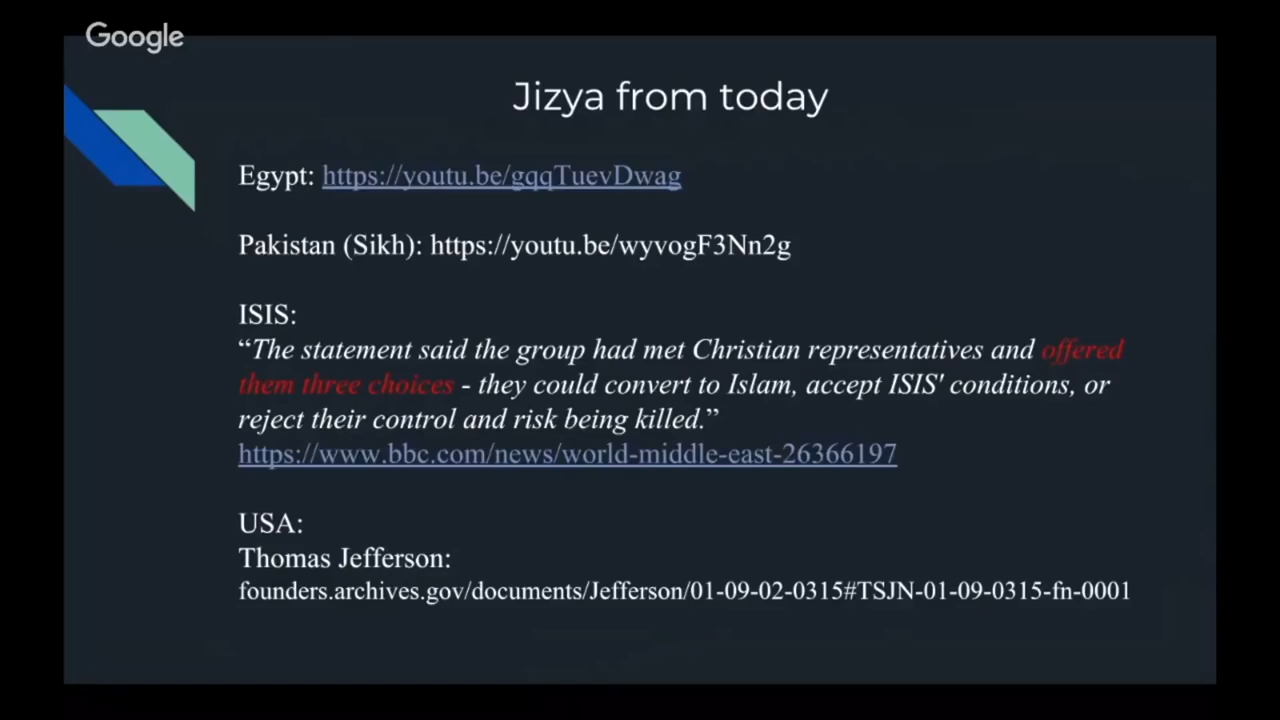 Google
Jizya from today
Egypt: https://youtu.be/gqqTuevDwag
Pakistan (Sikh): https://youtu.be/wyvogF3Nn2g
ISIS:
“The statement said the group had met Christian representatives and offered
them three choices - they could convert to Islam, accept ISIS' conditions, or
reject their control and risk being killed.”
https://www.bbc.com/news/world-middle-east-26366197
USA:
Thomas Jefferson:
founders.archives.gov/documents/Jefferson/01-09-02-0315#TSJN-01-09-0315-fn-0001